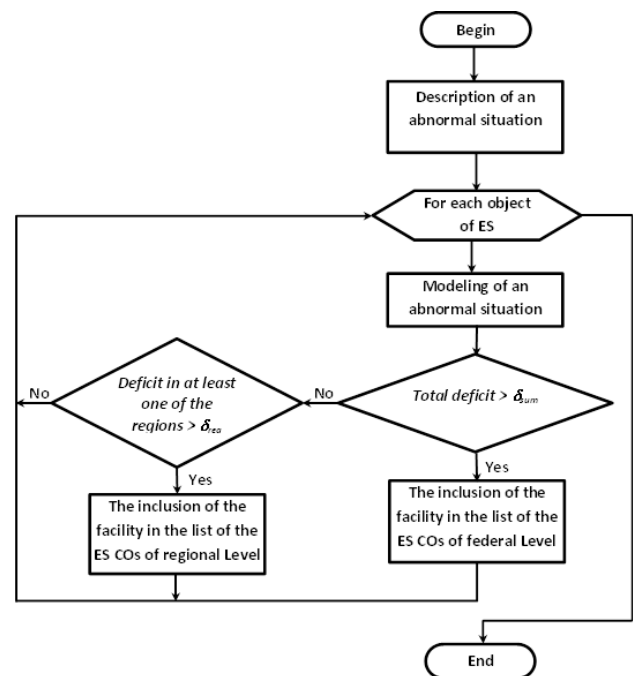 Begin
Description of an
abnormal situation
For each object
of ES
Modeling of an
abnormal situation
Total deficit > δsum
No
Deficit in at least
one of the
regions > δreg
No
Yes
Yes
The inclusion of the
facility in the list of the
ES COs of regional Level
The inclusion of the
facility in the list of the
ES COs of federal Level
End